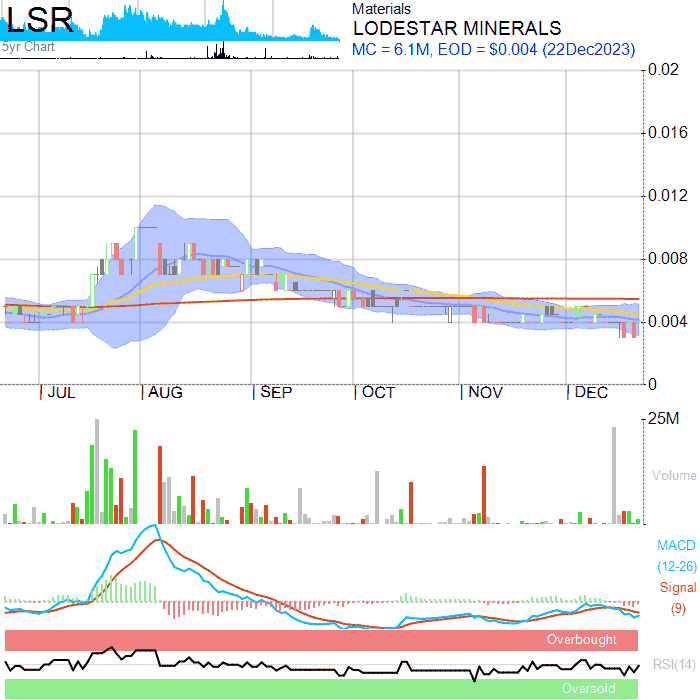 LSR
5yr Chart
Materials
LODESTAR MINERALS
MC = 6.1M, EOD = $0.004 (22Dec2023)
0.02
0.016
0.012
0.008
0.004
0
JUL AUG SEP OCT NOV DEC
25M
Volume
MACD
(12-26)
Signal
(9)
Overbought
RSI(14)
Oversold